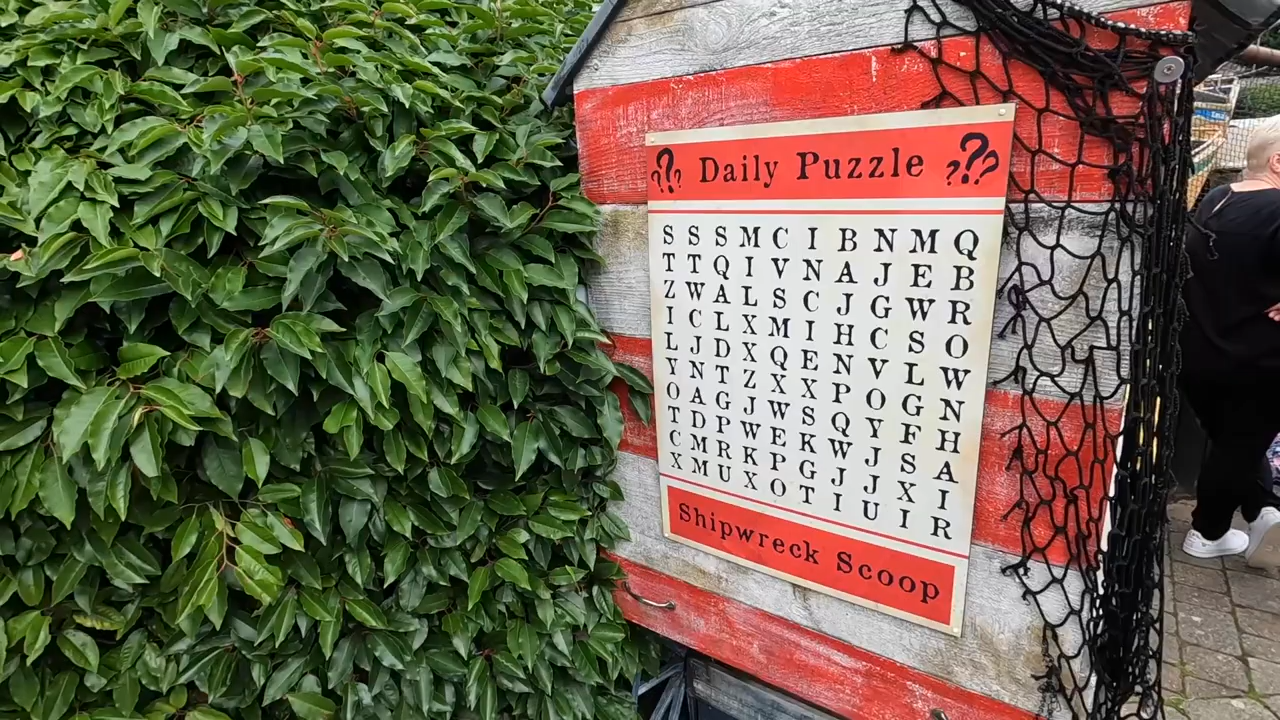 ?? Daily Puzzle ??
S S S M C I B N M Q
T T Q I V N A J E B
Z W A L S C J G W R
I C L X M I H C S O
L J D X Q E N V L W
Y N T Z X X P O G N
O A G J W S Q Y F H
T D P W E K W J S A
C M R K P G J J X I
X M U X O T I U I R
Shipwreck Scoop